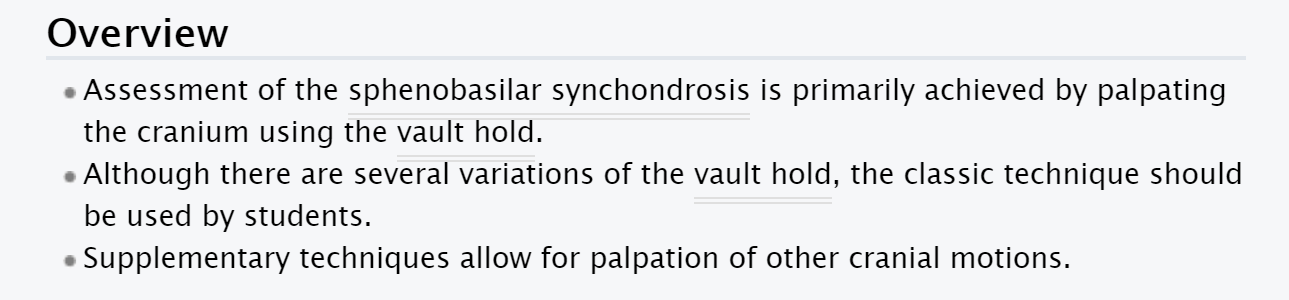 Overview
Assessment of the sphenobasilar synchondrosis is primarily achieved by palpating
the cranium using the vault hold.
Although there are several variations of the vault hold, the classic technique should
be used by students.
Supplementary techniques allow for palpation of other cranial motions.